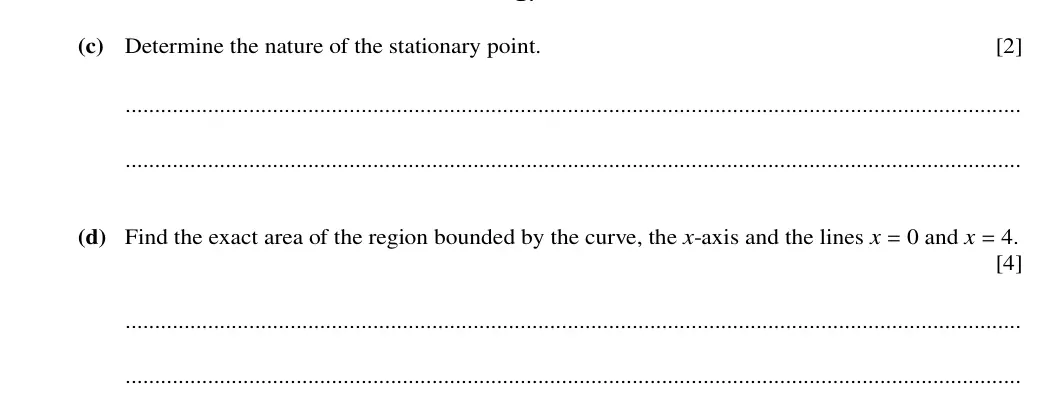 (c) Determine the nature of the stationary point. [2]
(d) Find the exact area of the region bounded by the curve, the x-axis and the lines x = 0 and x = 4.
[4]